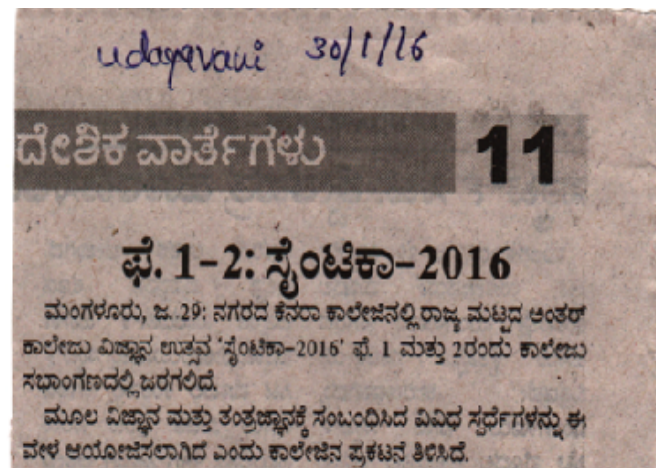 udayavani 30/1/16
ದೇಶಿಕ ವಾರ್ತೆಗಳು 11
ಫೆ. 1-2: ಸೈಂಟಿಕಾ-2016
ಮಂಗಳೂರು, ಜ. 29: ನಗರದ ಕೆನರಾ ಕಾಲೇಜಿನಲ್ಲಿ ರಾಜ್ಯ ಮಟ್ಟದ ಅಂತರ್
ಕಾಲೇಜು ವಿಜ್ಞಾನ ಉತ್ಸವ 'ಸೈಂಟಿಕಾ-2016' ಫೆ. 1 ಮತ್ತು 2ರಂದು ಕಾಲೇಜು
ಸಭಾಂಗಣದಲ್ಲಿ ಜರಗಲಿದೆ.
ಮೂಲ ವಿಜ್ಞಾನ ಮತ್ತು ತಂತ್ರಜ್ಞಾನಕ್ಕೆ ಸಂಬಂಧಿಸಿದ ವಿವಿಧ ಸ್ಪರ್ಧೆಗಳನ್ನು ಈ
ವೇಳೆ ಆಯೋಜಿಸಲಾಗಿದೆ ಎಂದು ಕಾಲೇಜಿನ ಪ್ರಕಟನೆ ತಿಳಿಸಿದೆ.